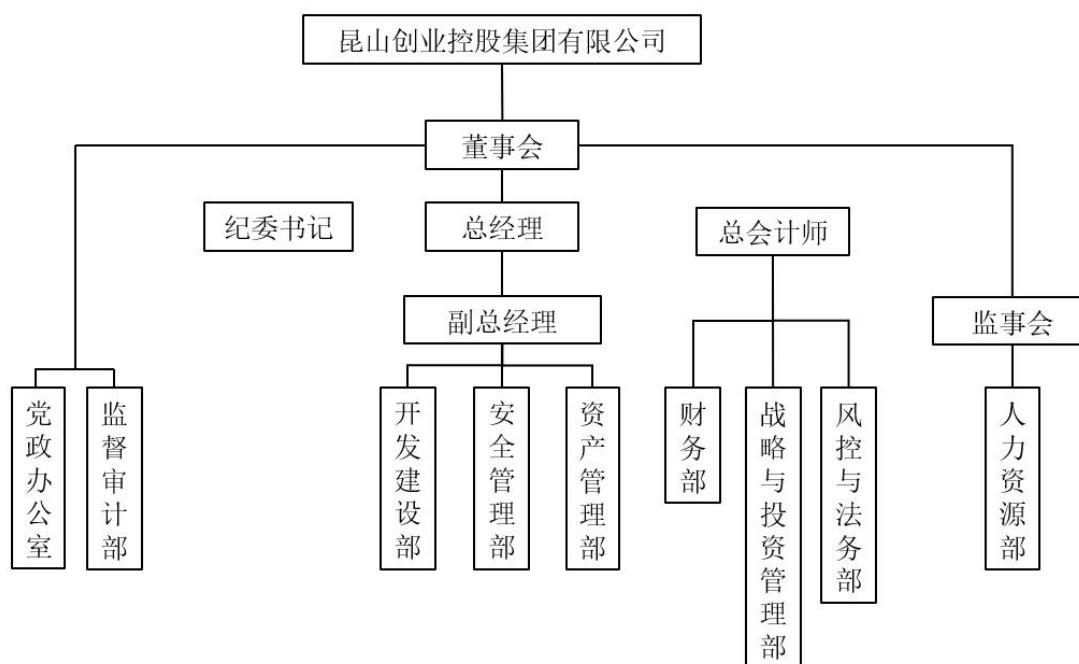 昆山创业控股集团有限公司
董事会
纪委书记
总经理
总会计师
副总经理
监事会
党政办公室
监督审计部
开发建设部
安全管理部
资产管理部
财务部
战略与投资管理部
风控与法务部
人力资源部